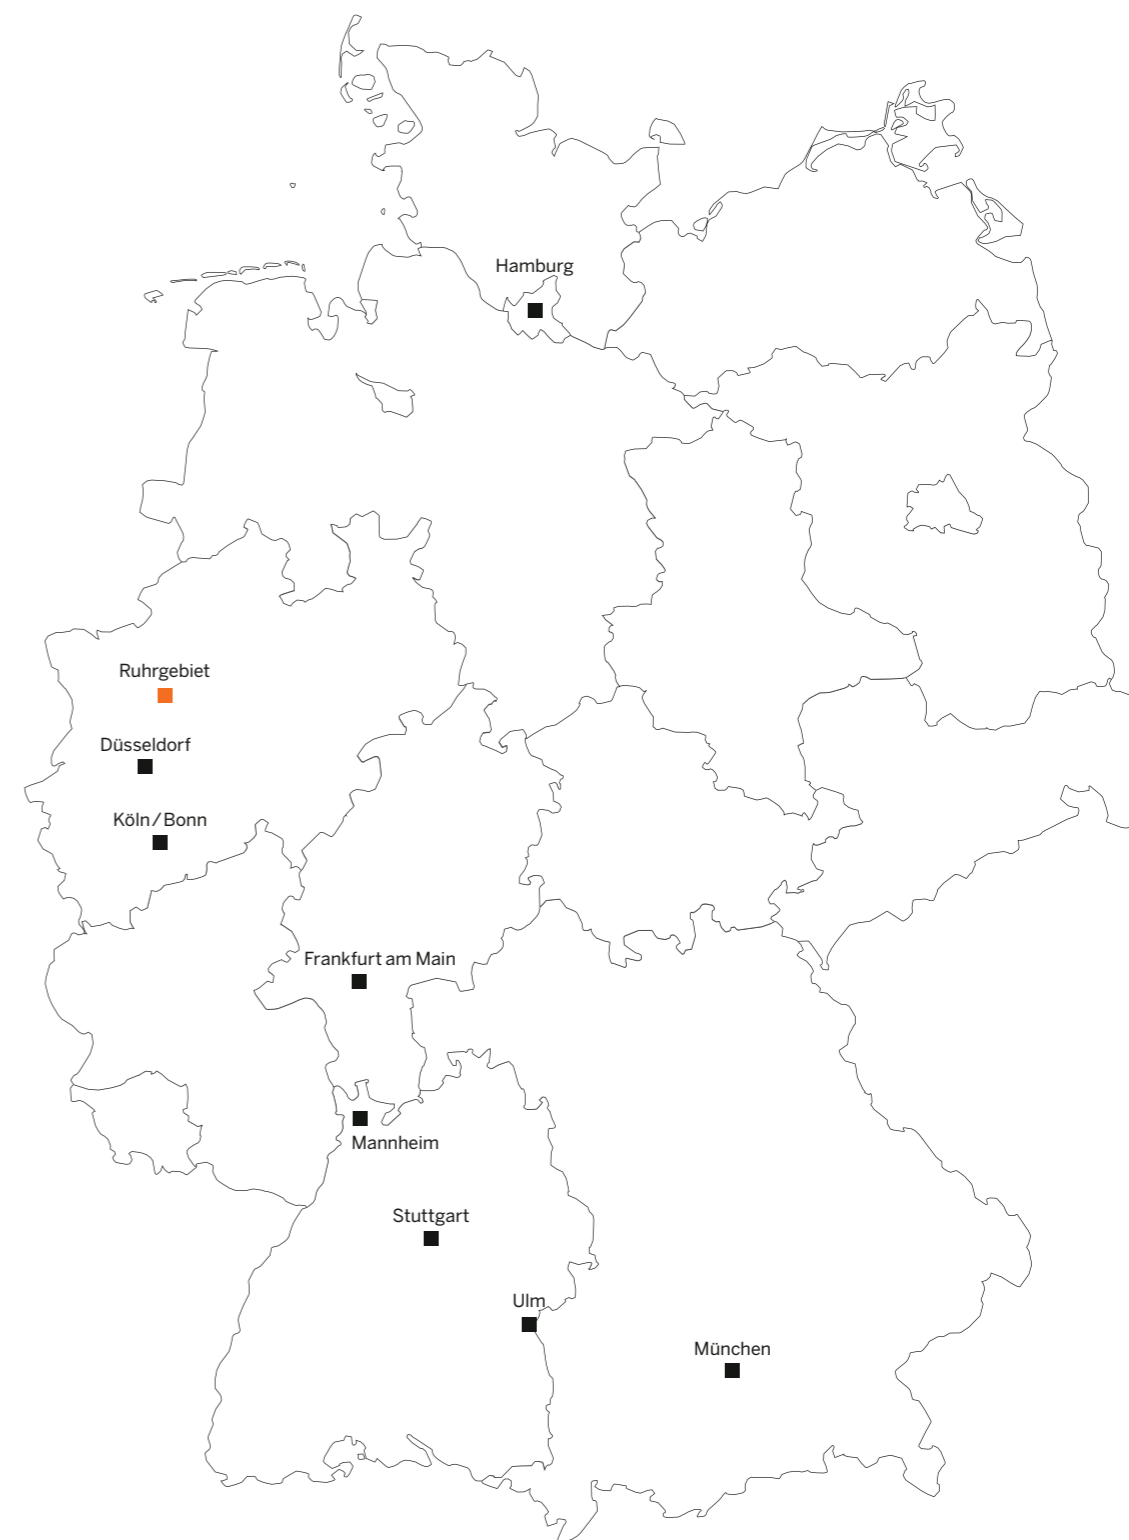 Hamburg
Ruhrgebiet
Düsseldorf
Köln/Bonn
Frankfurt am Main
Mannheim
Stuttgart
Ulm
München